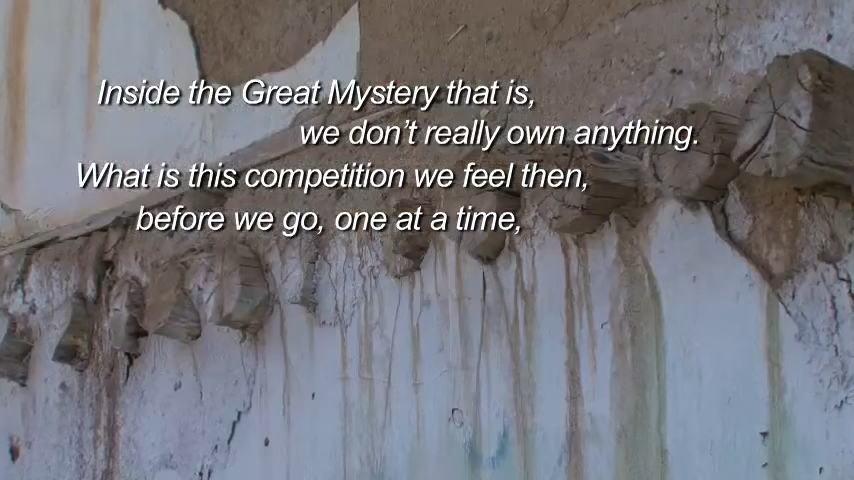 Inside the Great Mystery that is,
we don't really own anything.
What is this competition we feel then,
before we go, one at a time,